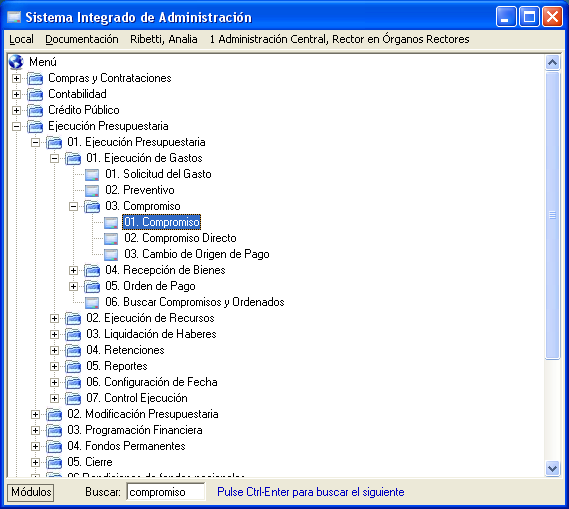 Sistema Integrado de Administración
Local Documentación Ribetti, Analia 1 Administración Central, Rector en Órganos Rectores
Menú
Compras y Contrataciones
Contabilidad
Crédito Público
Ejecución Presupuestaria
01. Ejecución Presupuestaria
01. Ejecución de Gastos
01. Solicitud del Gasto
02. Preventivo
03. Compromiso
01. Compromiso
02. Compromiso Directo
03. Cambio de Origen de Pago
04. Recepción de Bienes
05. Orden de Pago
06. Buscar Compromisos y Ordenados
02. Ejecución de Recursos
03. Liquidación de Haberes
04. Retenciones
05. Reportes
06. Configuración de Fecha
07. Control Ejecución
02. Modificación Presupuestaria
03. Programación Financiera
04. Fondos Permanentes
05. Cierre
06 Rendiciones de fondos nacionales
Módulos Buscar: compromiso Pulse Ctrl-Enter para buscar el siguiente